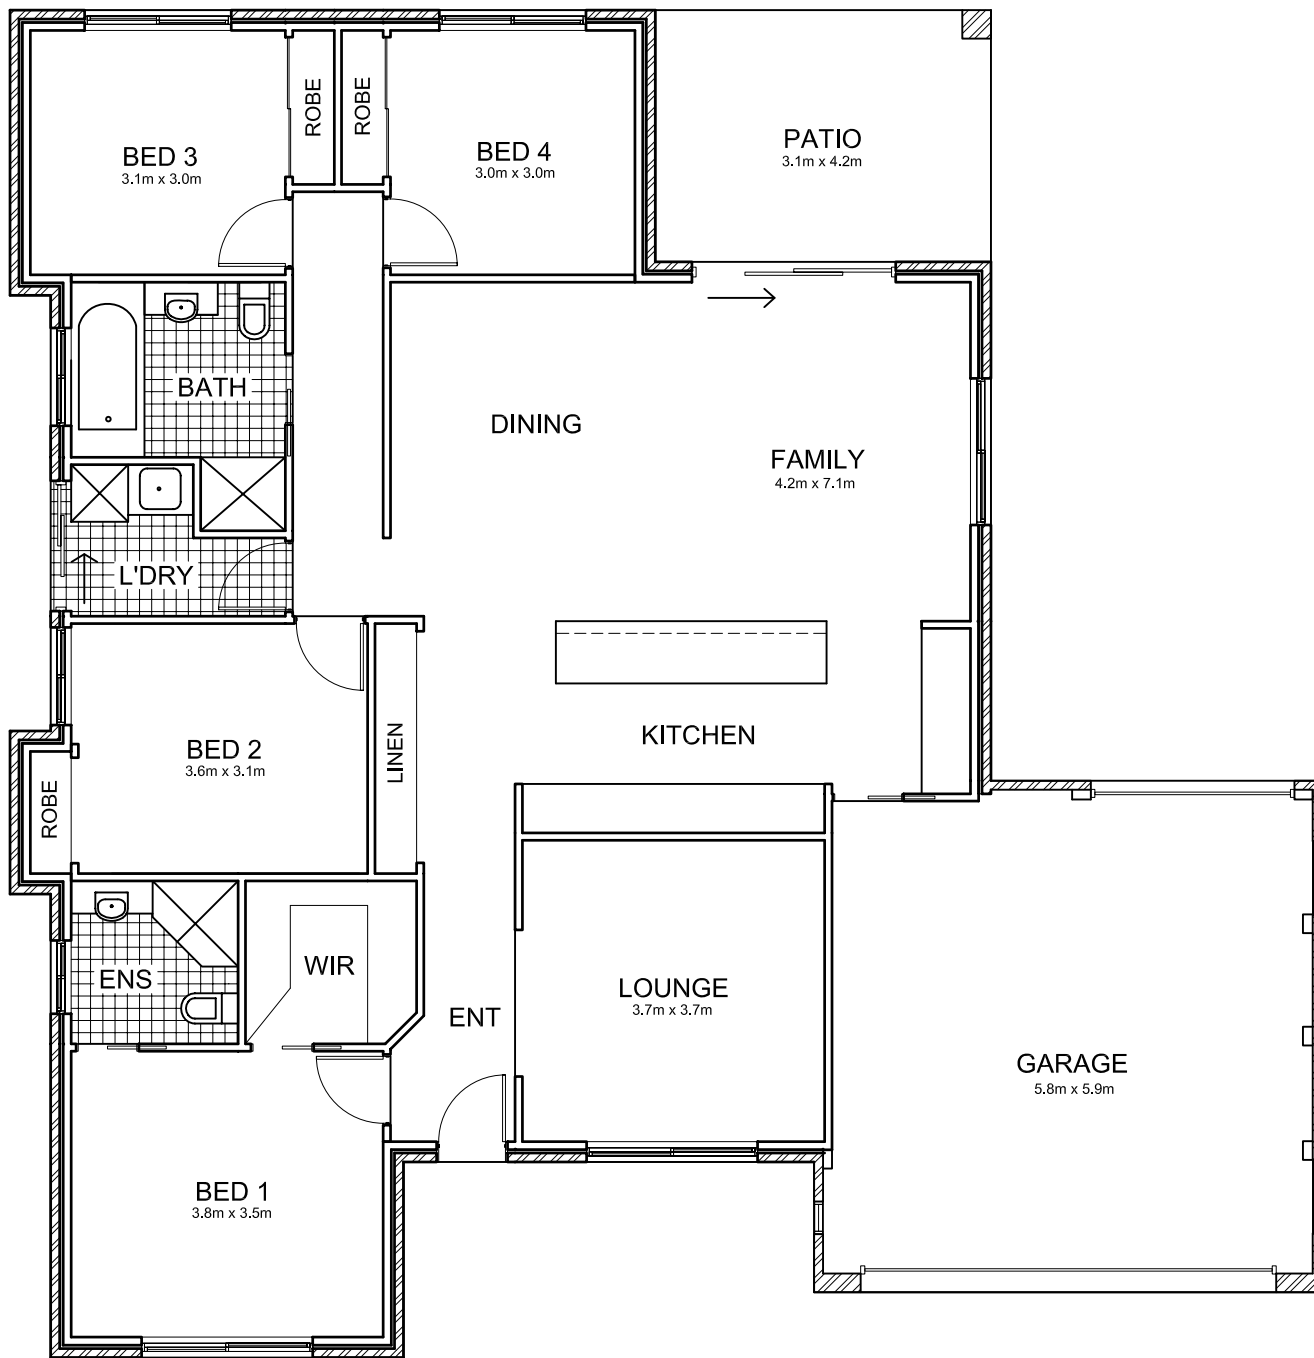 ROBE
ROBE
BED 3
3.1m x 3.0m
BED 4
3.0m x 3.0m
PATIO
3.1m x 4.2m
BATH
DINING
FAMILY
4.2m x 7.1m
L'DRY
KITCHEN
LINEN
BED 2
3.6m x 3.1m
ROBE
ENS
WIR
ENT
LOUNGE
3.7m x 3.7m
GARAGE
5.8m x 5.9m
BED 1
3.8m x 3.5m